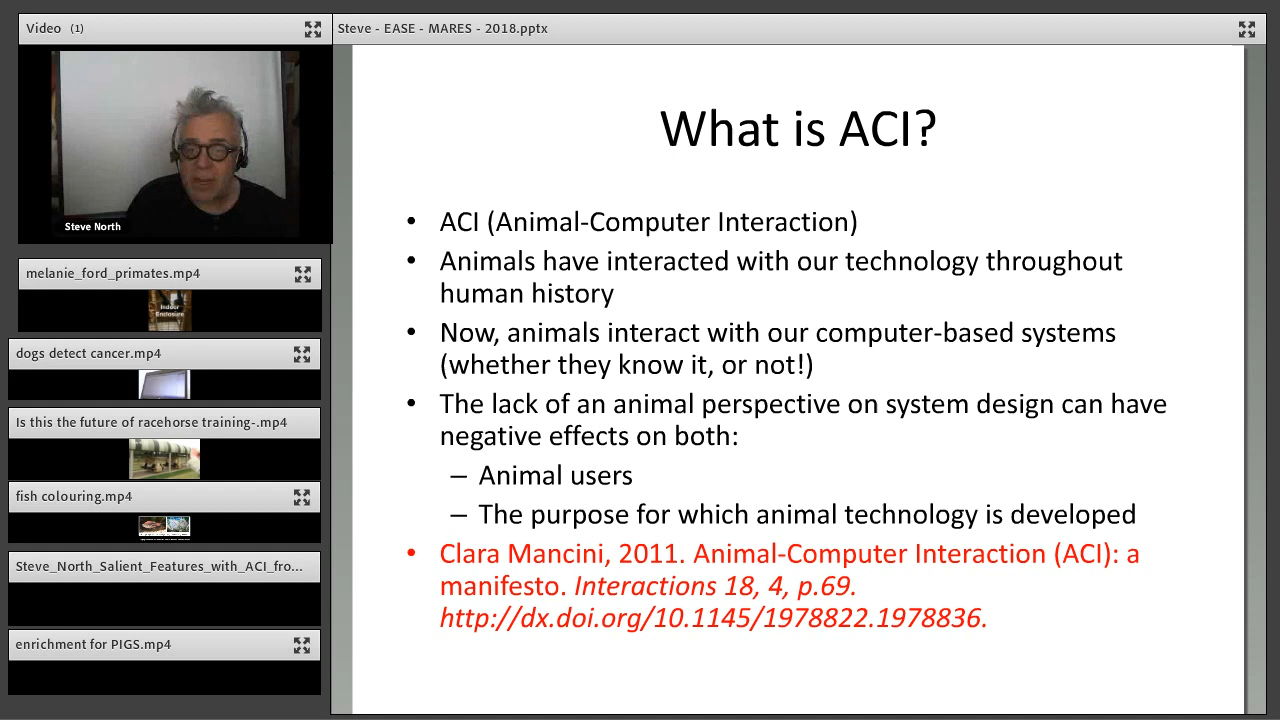 Video (1)
Steve North
melanie_ford_primates.mp4
Indoor
Enclosure
dogs detect cancer.mp4
Is this the future of racehorse training-.mp4
fish colouring.mp4
Steve_North_Salient_Features_with_ACI_fro...
enrichment for PIGS.mp4
Steve - EASE - MARES - 2018.pptx
What is ACI?
• ACI (Animal-Computer Interaction)
• Animals have interacted with our technology throughout
human history
• Now, animals interact with our computer-based systems
(whether they know it, or not!)
• The lack of an animal perspective on system design can have
negative effects on both:
– Animal users
– The purpose for which animal technology is developed
• Clara Mancini, 2011. Animal-Computer Interaction (ACI): a
manifesto. Interactions 18, 4, p.69.
http://dx.doi.org/10.1145/1978822.1978836.